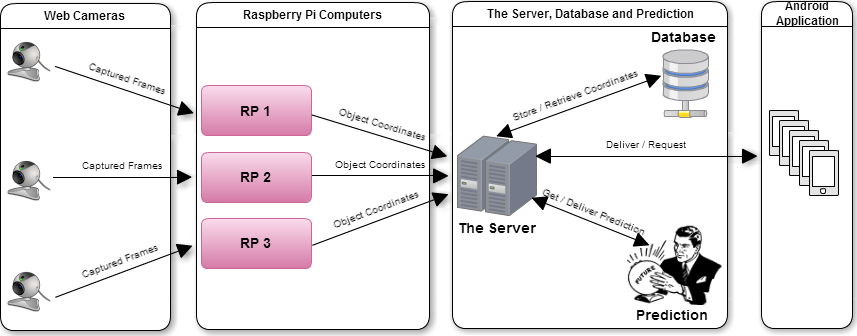 Web Cameras
Raspberry Pi Computers
The Server, Database and Prediction
Android
Application
Database
Captured Frames
RP 1
Object Coordinates
Store / Retrieve Coordinates
Deliver / Request
Captured Frames
RP 2
Object Coordinates
Get / Deliver Prediction
Captured Frames
RP 3
Object Coordinates
The Server
FUTURE
Prediction